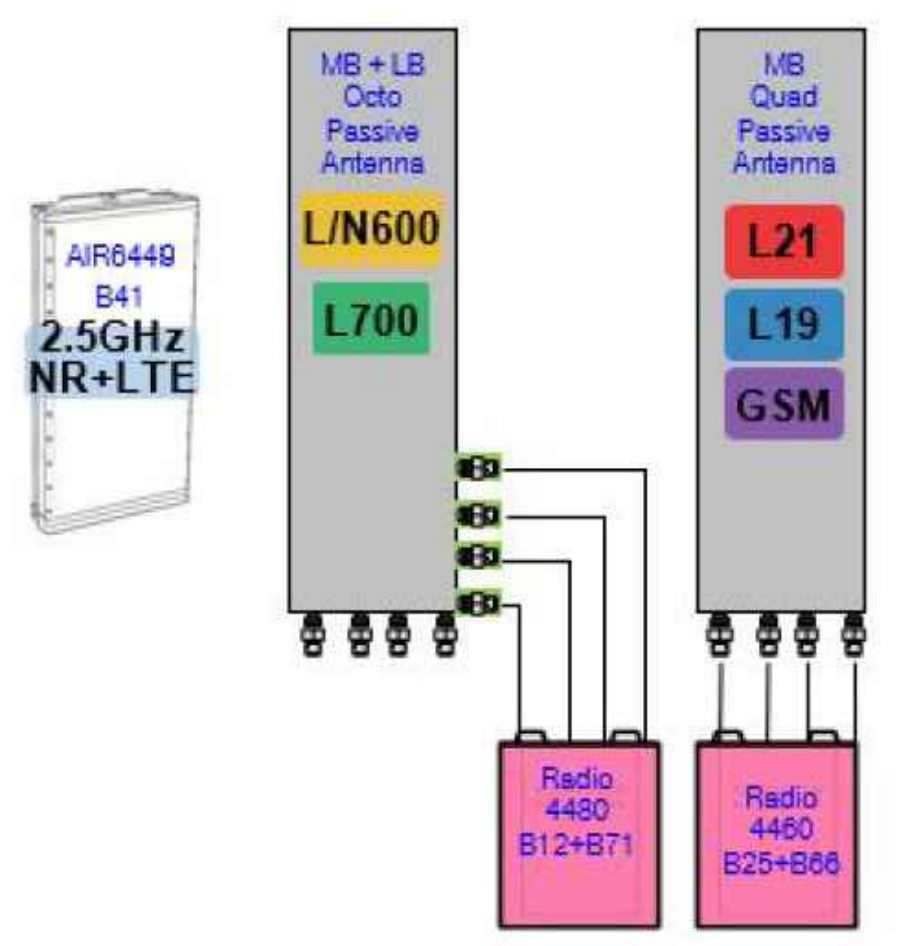 AIR6449
B41
2.5GHz
NR+LTE
MB + LB
Octo
Passive
Antenna
L/N600
L700
MB
Quad
Passive
Antenna
L21
L19
GSM
Radio
4480
B12+B71
Radio
4460
B25+B66